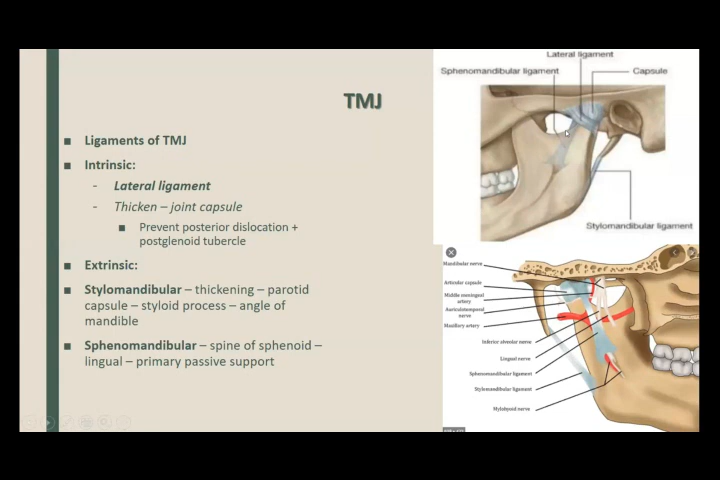 TMJ
Ligaments of TMJ
Intrinsic:
- Lateral ligament
- Thicken – joint capsule
Prevent posterior dislocation +
postglenoid tubercle
Extrinsic:
Stylomandibular – thickening – parotid
capsule – styloid process – angle of
mandible
Sphenomandibular – spine of sphenoid –
lingual – primary passive support
Lateral ligament
Sphenomandibular ligament
Capsule
Stylomandibular ligament
Mandibular nerve
Articular capsule
Middle meningeal
artery
Auriculotemporal
nerve
Maxillary artery
Inferior alveolar nerve
Lingual nerve
Sphenomandibular ligament
Stylomandibular ligament
Mylohyoid nerve